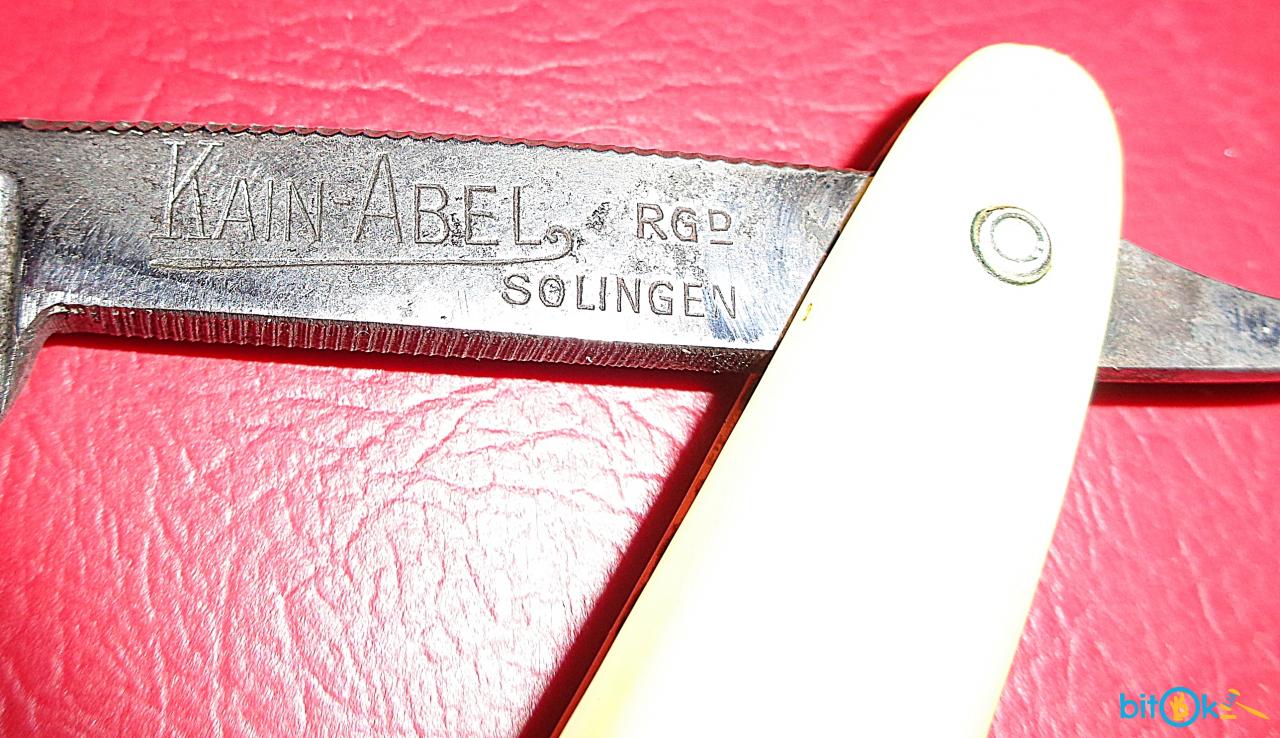 KAIN-ABEL RGD
SOLINGEN
bitOk